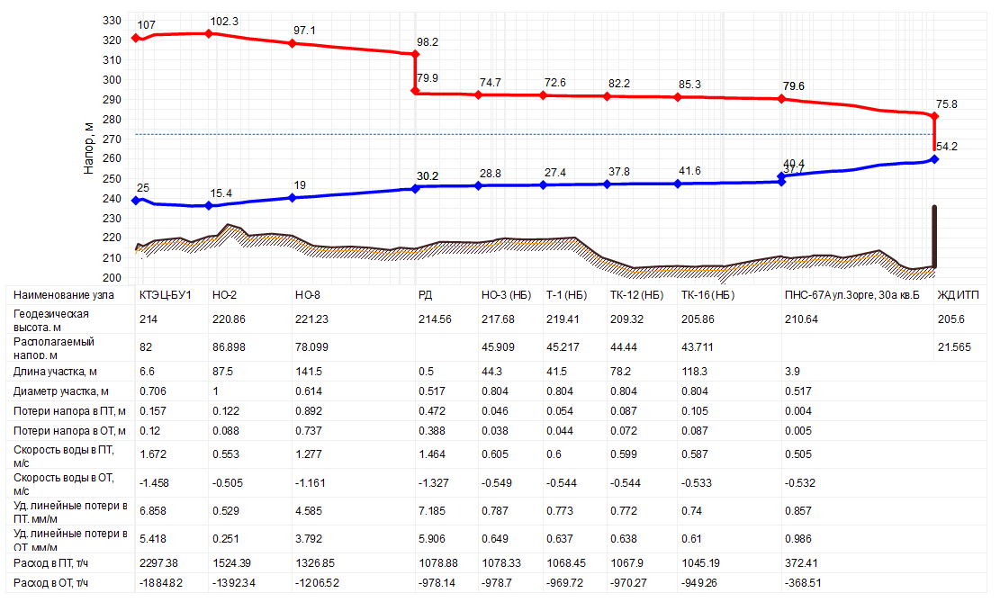 330
320
310
300
290
280
270
260
250
240
230
220
210
200
Напор, м
107
102.3
97.1
98.2
79.9
74.7
72.6
82.2
85.3
79.6
75.8
54.2
25
15.4
19
30.2
28.8
27.4
37.8
41.6
40.4
37.7
Наименование узла КТЭЦ-БУ1 НО-2 НО-8 РД НО-3 (НБ) Т-1 (НБ) ТК-12 (НБ) ТК-16 (НБ) ПНС-67А ул.Зорге, 30а кв.Б ЖД ИТП
Геодезическая
высота, м 214 220.86 221.23 214.56 217.68 219.41 209.32 205.86 210.64 205.6
Располагаемый
напор, м 82 86.898 78.099 45.909 45.217 44.44 43.711 21.565
Длина участка, м 6.6 87.5 141.5 0.5 44.3 41.5 78.2 118.3 3.9
Диаметр участка, м 0.706 1 0.614 0.517 0.804 0.804 0.804 0.804 0.517
Потери напора в ПТ, м 0.157 0.122 0.892 0.472 0.046 0.054 0.087 0.105 0.004
Потери напора в ОТ, м 0.12 0.088 0.737 0.388 0.038 0.044 0.072 0.087 0.005
Скорость воды в ПТ,
м/с 1.672 0.553 1.277 1.464 0.605 0.6 0.599 0.587 0.505
Скорость воды в ОТ,
м/с -1.458 -0.505 -1.161 -1.327 -0.549 -0.544 -0.544 -0.533 -0.532
Уд. линейные потери в
ПТ, мм/м 6.858 0.529 4.585 7.185 0.787 0.773 0.772 0.74 0.857
Уд. линейные потери в
ОТ, мм/м 5.418 0.251 3.792 5.906 0.649 0.637 0.638 0.61 0.986
Расход в ПТ, т/ч 2297.38 1524.39 1326.85 1078.88 1078.33 1068.45 1067.9 1045.19 372.41
Расход в ОТ, т/ч -1884.82 -1392.34 -1206.52 -978.14 -978.7 -969.72 -970.27 -949.26 -368.51